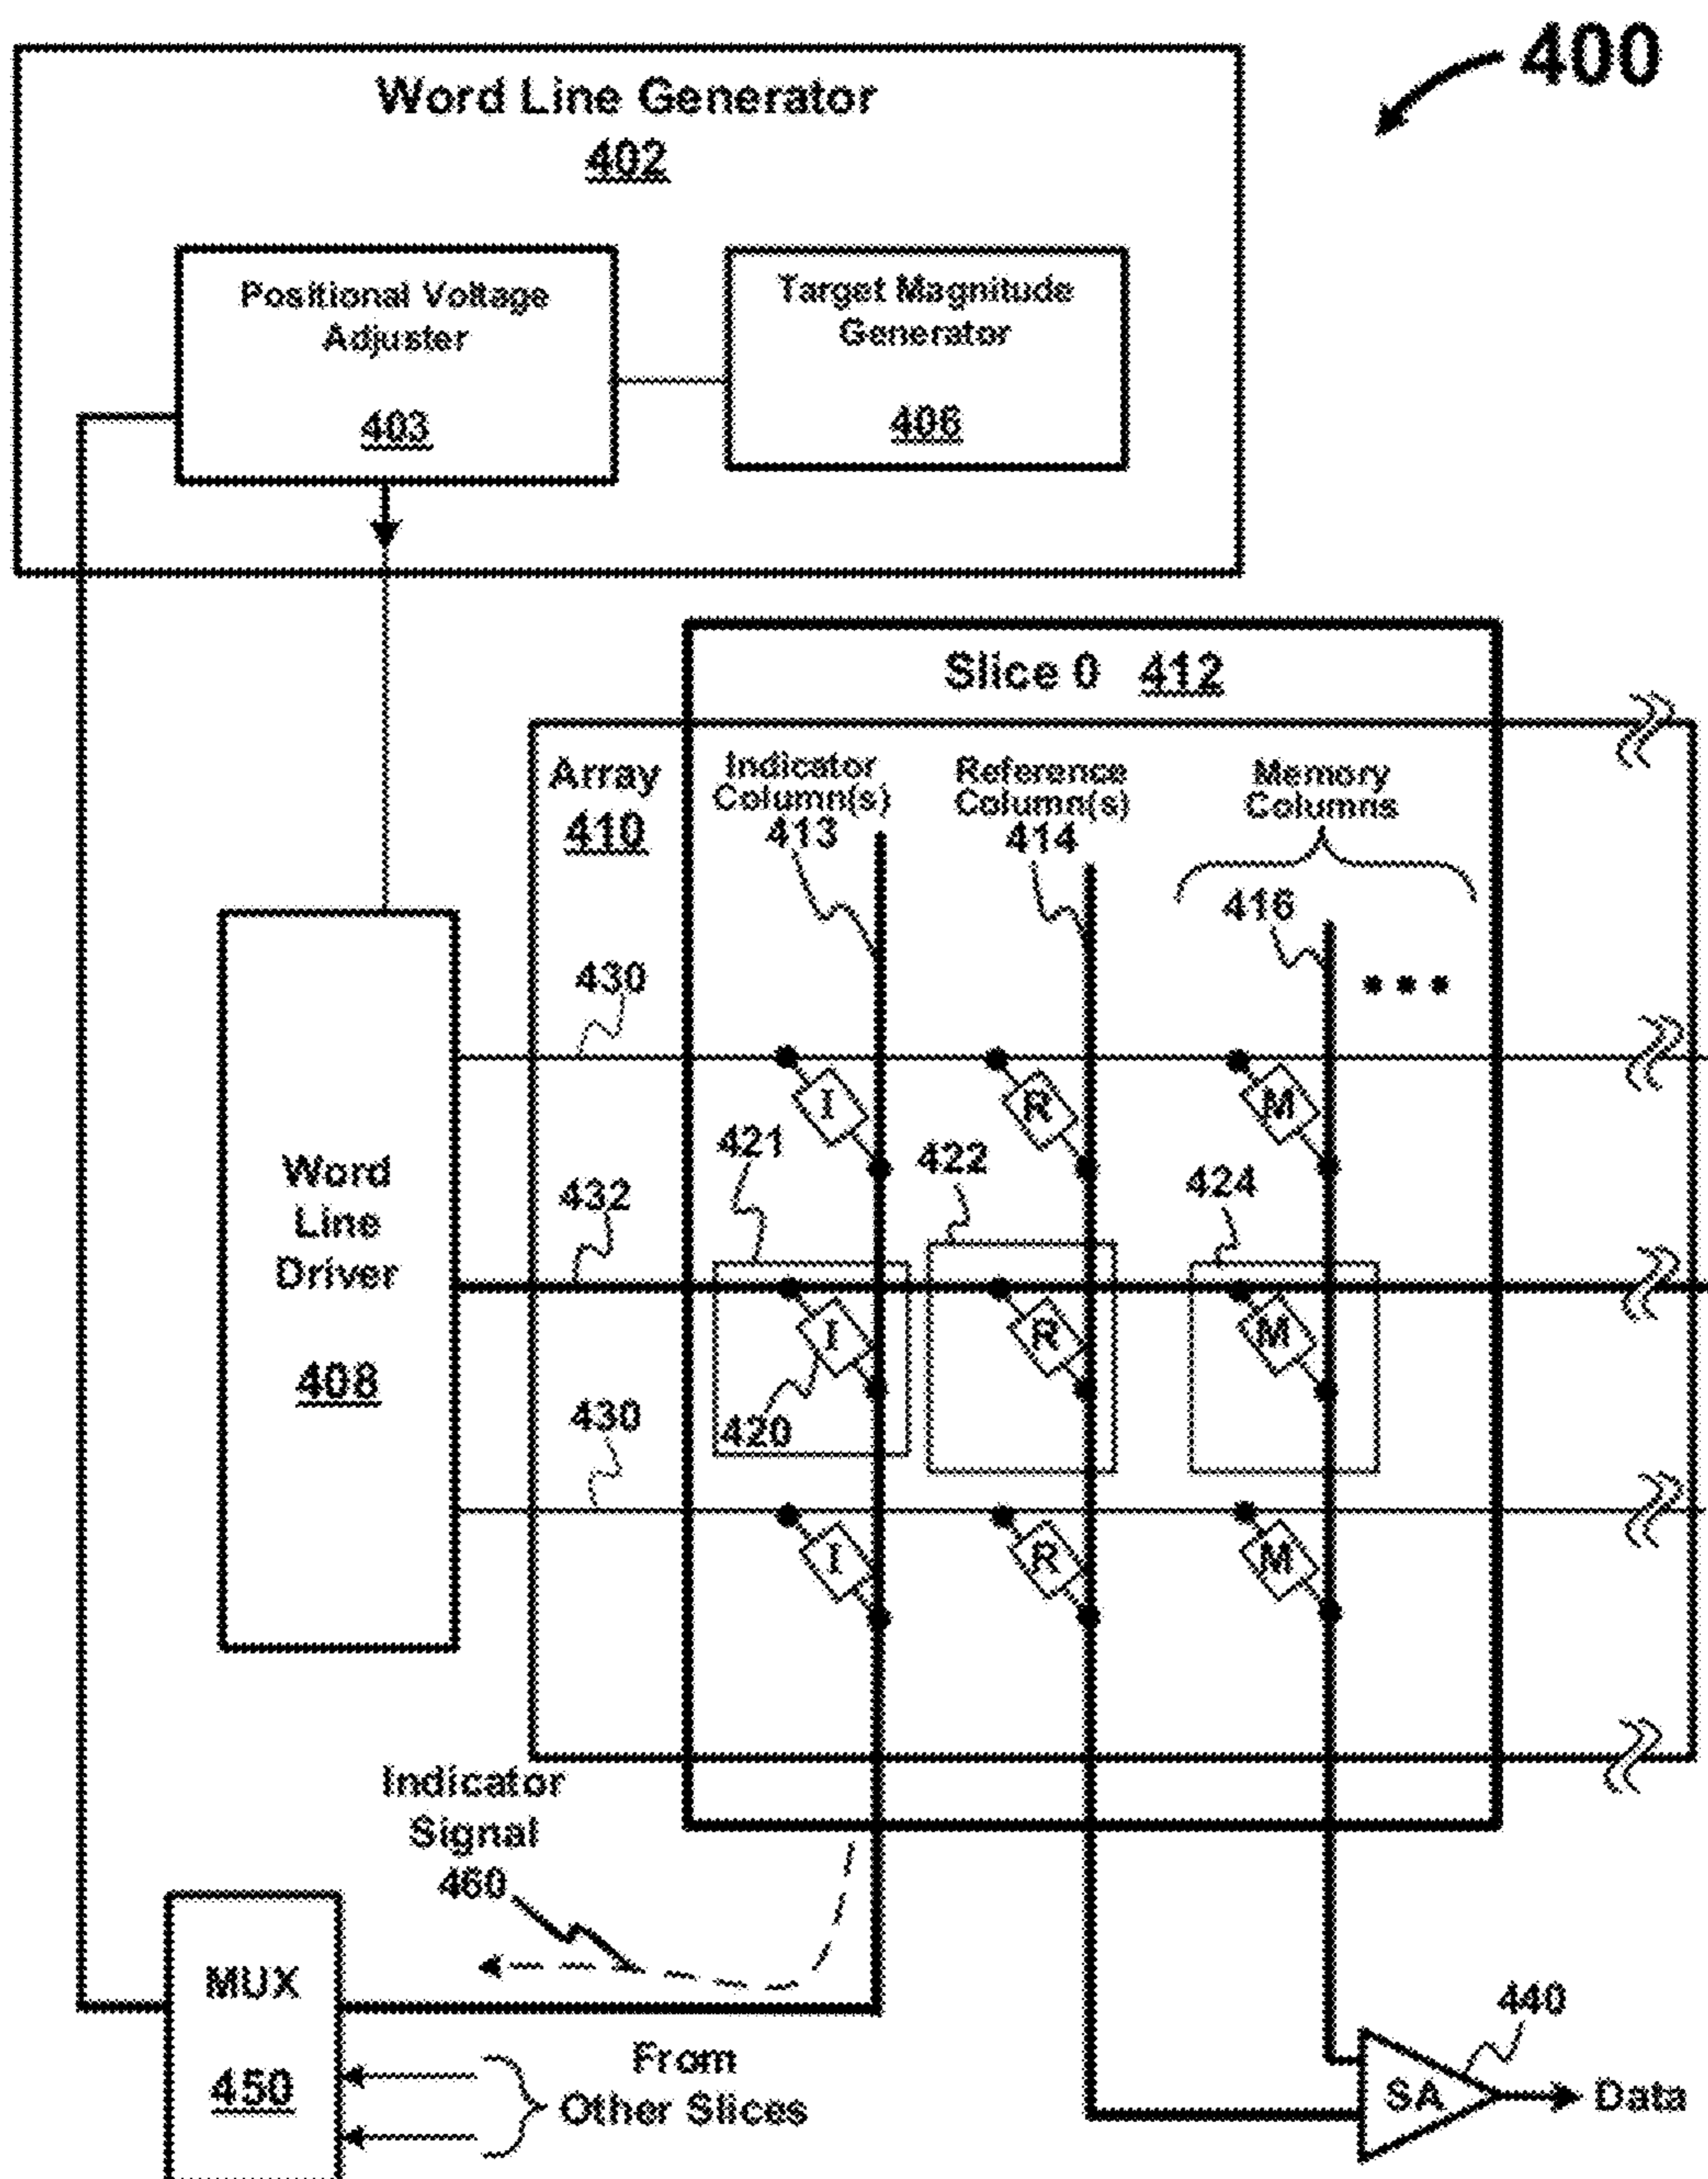 400
Word Line Generator
402
Positional Voltage
Adjuster
403
Target Magnitude
Generator
406
Slice 0 412
Array
410
Indicator
Column(s)
413
Reference
Column(s)
414
Memory
Columns
416
430
I
R
M
421
422
424
432
I
R
M
420
430
I
R
M
Word
Line
Driver
408
Indicator
Signal
460
MUX
450
From
Other Slices
440
SA
Data